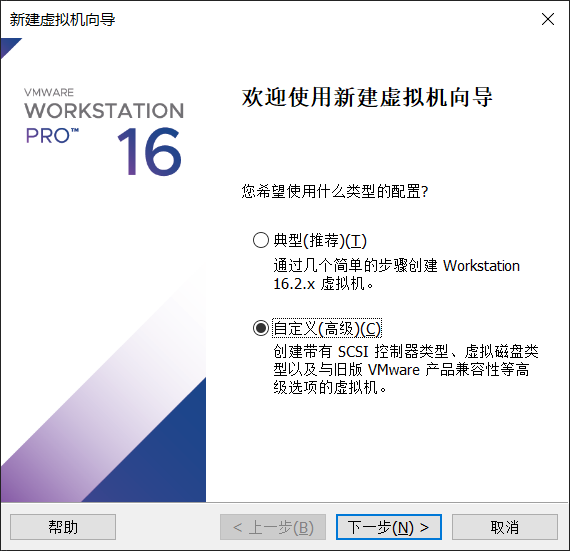 新建虚拟机向导
VMWARE
WORKSTATION
PRO™ 16
欢迎使用新建虚拟机向导
您希望使用什么类型的配置?
典型(推荐)(T)
通过几个简单的步骤创建 Workstation
16.2.x 虚拟机。
自定义(高级)(C)
创建带有 SCSI 控制器类型、虚拟磁盘类
型以及与旧版 VMware 产品兼容性等高
级选项的虚拟机。
帮助
< 上一步(B)
下一步(N) >
取消